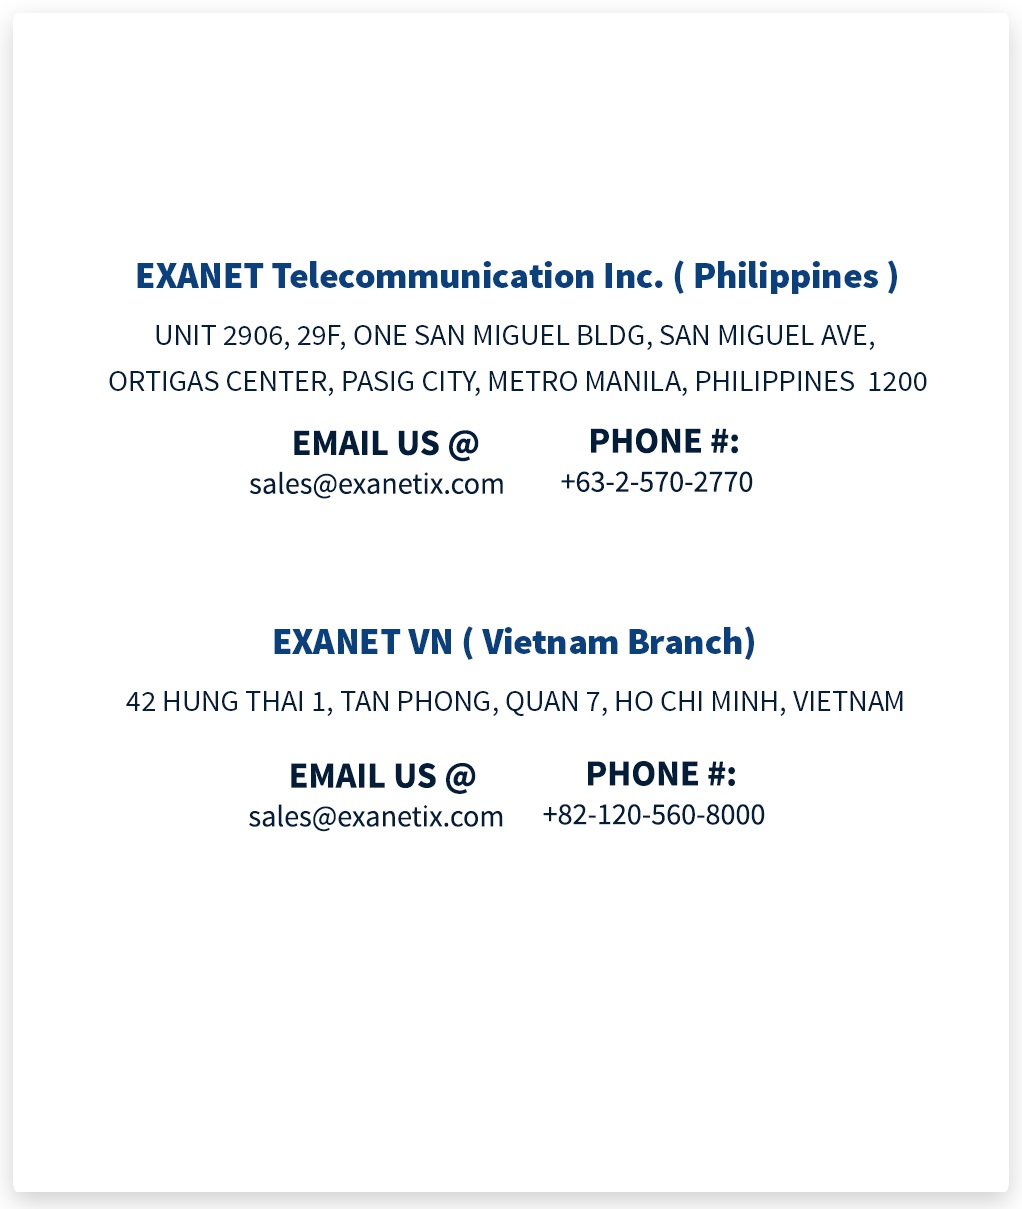 EXANET Telecommunication Inc. ( Philippines )
UNIT 2906, 29F, ONE SAN MIGUEL BLDG, SAN MIGUEL AVE,
ORTIGAS CENTER, PASIG CITY, METRO MANILA, PHILIPPINES  1200
EMAIL US @ PHONE #:
sales@exanetix.com +63-2-570-2770
EXANET VN ( Vietnam Branch)
42 HUNG THAI 1, TAN PHONG, QUAN 7, HO CHI MINH, VIETNAM
EMAIL US @ PHONE #:
sales@exanetix.com +82-120-560-8000